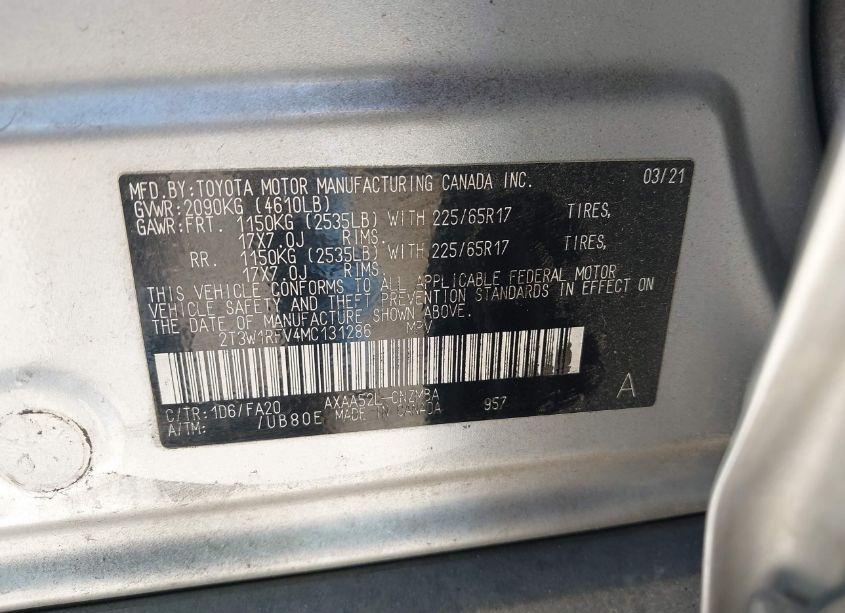 MFD.BY:TOYOTA MOTOR MANUFACTURING CANADA INC. 03/21
GVWR:2090KG (4610LB)
GAWR:FRT. 1150KG (2535LB) WITH 225/65R17 TIRES,
17X7.0J RIMS,
RR. 1150KG (2535LB) WITH 225/65R17 TIRES,
17X7.0J RIMS
THIS VEHICLE CONFORMS TO ALL APPLICABLE FEDERAL MOTOR
VEHICLE SAFETY AND THEFT PREVENTION STANDARDS IN EFFECT ON
THE DATE OF MANUFACTURE SHOWN ABOVE.
2T3W1RFV4MC131286 MPV
C/TR:1D6/FA20 AXAA52L-CNZMBA A
A/TM: /UB80E MADE IN CANADA 957